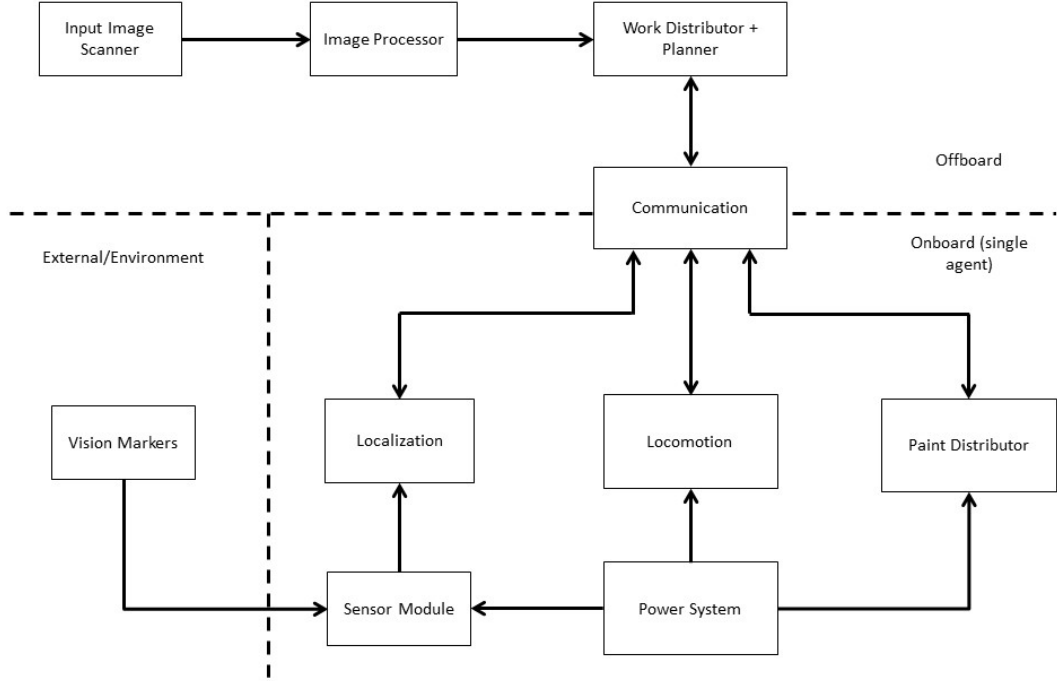 Input Image
Scanner
Image Processor
Work Distributor +
Planner
Offboard
Communication
External/Environment
Onboard (single
agent)
Vision Markers
Localization
Locomotion
Paint Distributor
Sensor Module
Power System